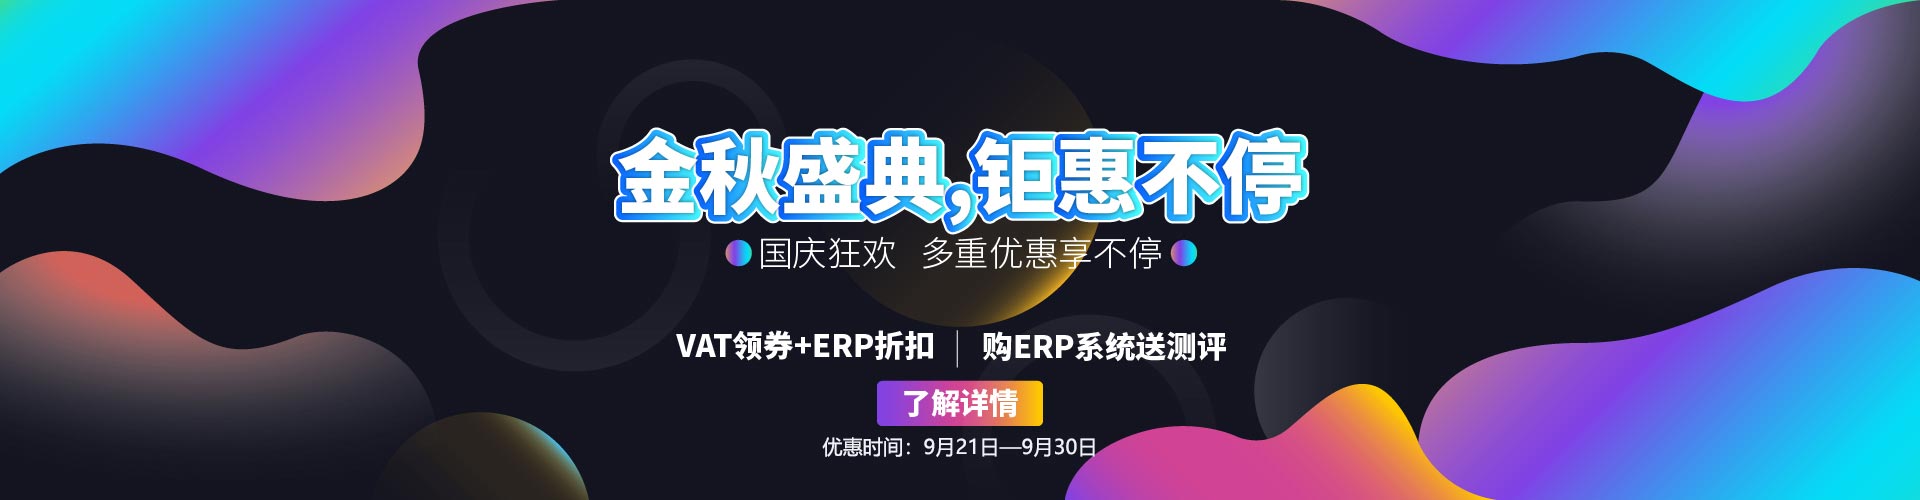 金秋盛典,钜惠不停
国庆狂欢 多重优惠享不停
VAT领券+ERP折扣 | 购ERP系统送测评
了解详情
优惠时间：9月21日—9月30日